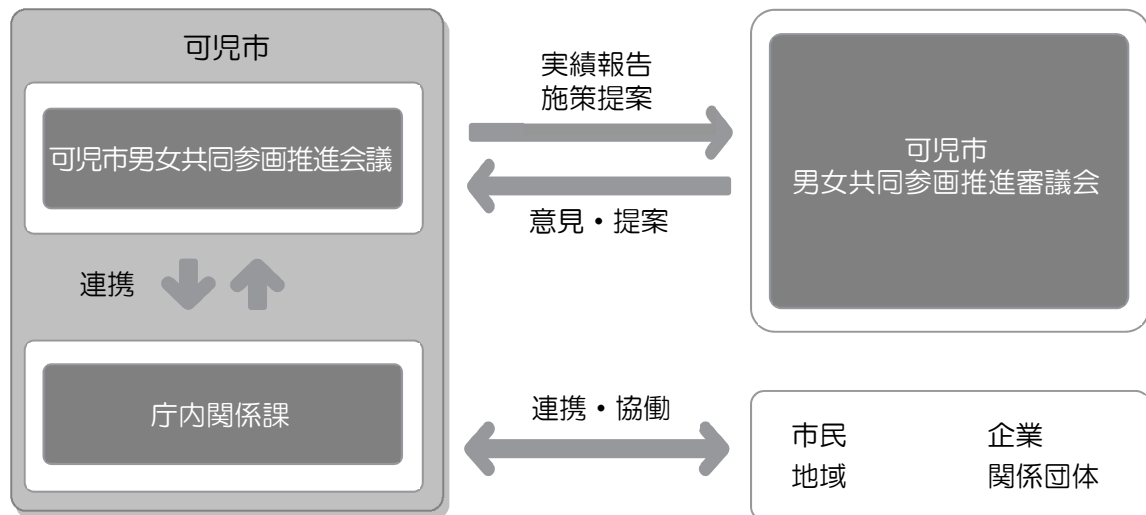 可児市
可児市男女共同参画推進会議
連携
庁内関係課
実績報告
施策提案
意見・提案
連携・協働
可児市
男女共同参画推進審議会
市民 企業
地域 関係団体